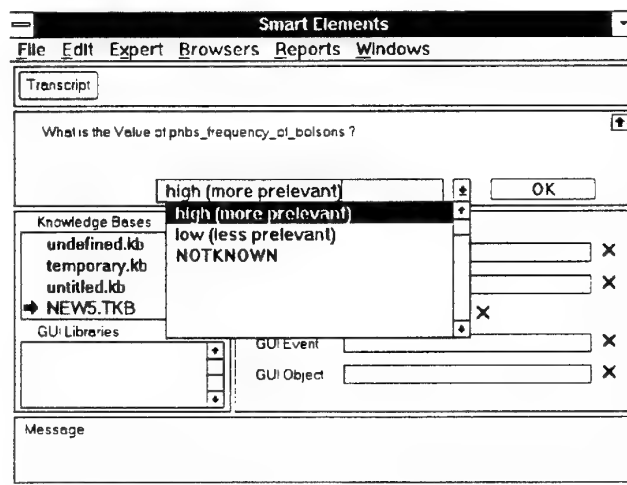 Smart Elements
File Edit Expert Browsers Reports Windows
Transcript
What is the Value of pnbs_frequency_of_bolsons ?
high (more prelevant)
OK
high (more prelevant)
low (less prelevant)
NOTKNOWN
Knowledge Bases
undefined.kb
temporary.kb
untitled.kb
NEW5.TKB
GUI Libraries
GUI Event
GUI Object
Message